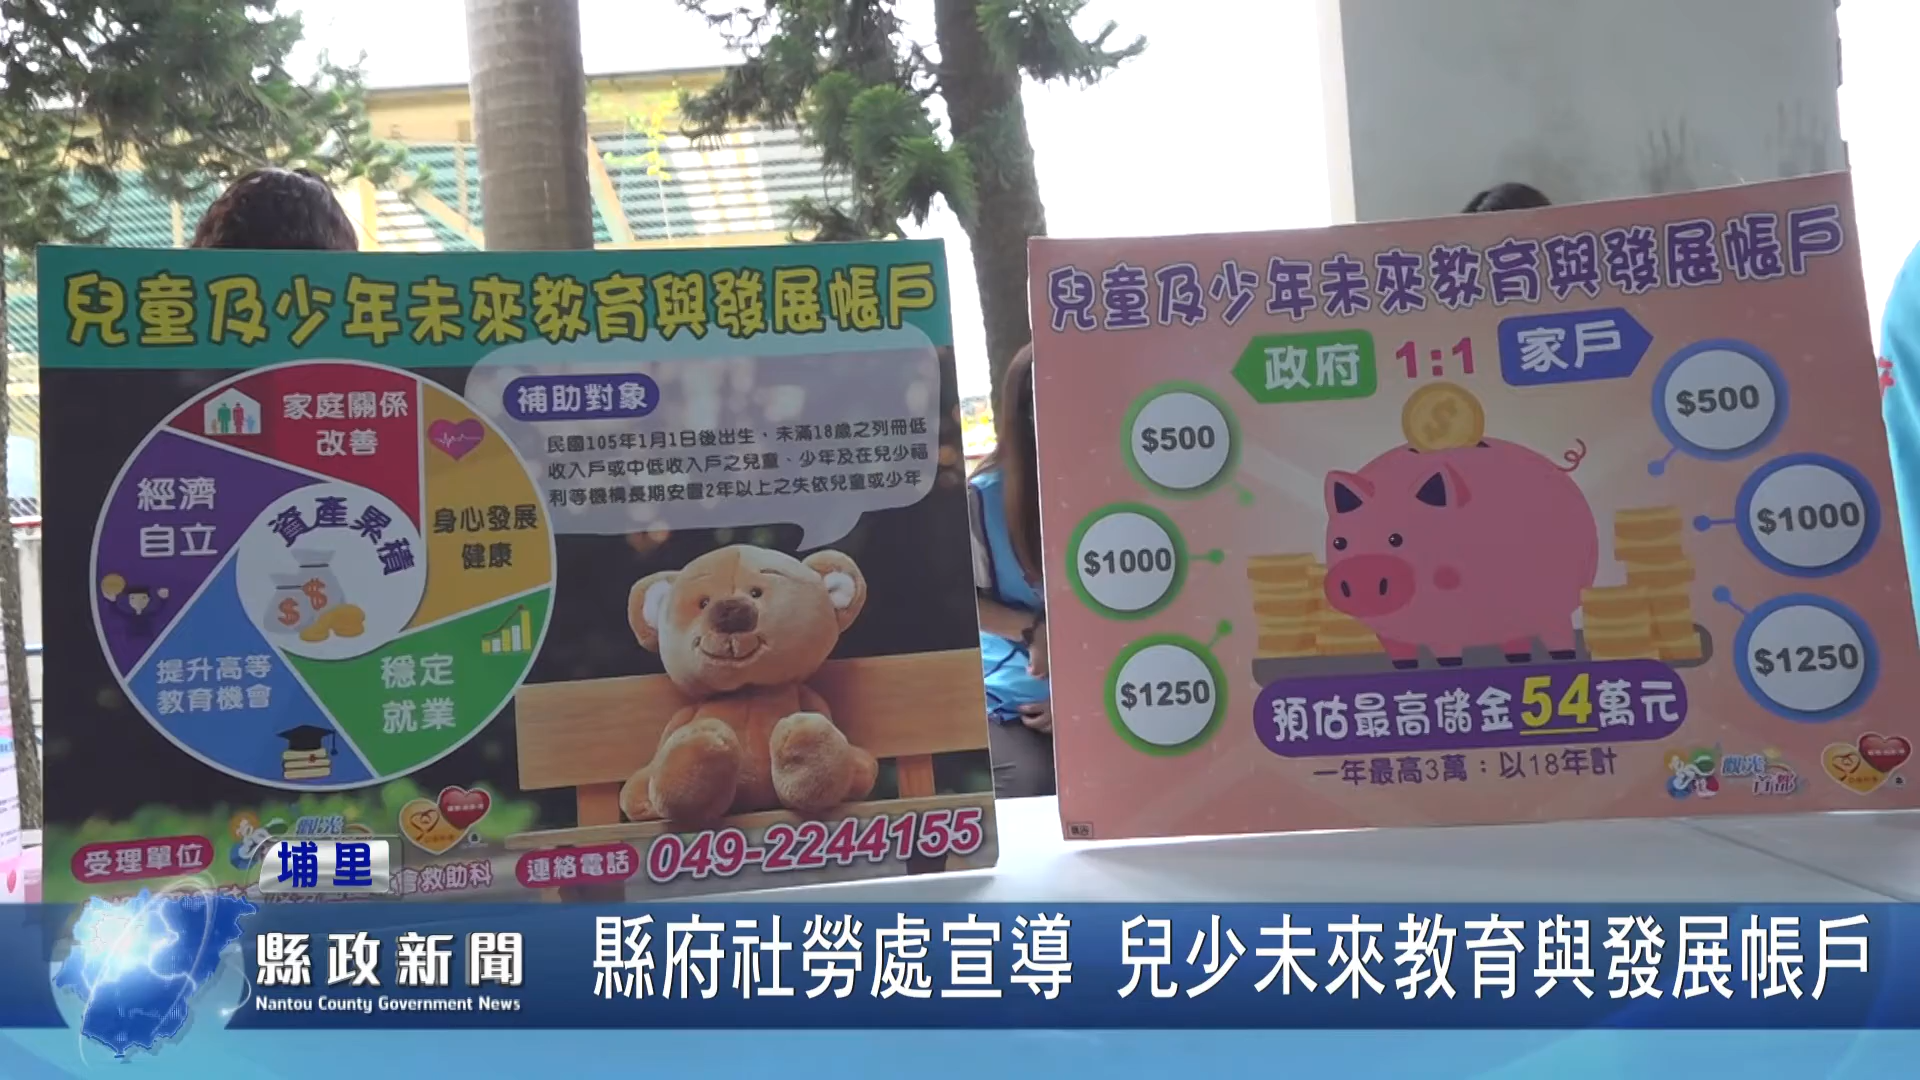 兒童及少年未來教育與發展帳戶
家庭關係
改善
經濟
自立
資產累積
身心發展
健康
提升高等
教育機會
穩定
就業
補助對象
民國105年1月1日後出生、未滿18歲之列冊低
收入戶或中低收入戶之兒童、少年及在兒少福
利等機構長期安置2年以上之失依兒童或少年
觀光
受理單位
會救助科
連絡電話 049-2244155
兒童及少年未來教育與發展帳戶
政府 1:1 家戶
$500
$1000
$1250
$500
$1000
$1250
預估最高儲金54萬元
一年最高3萬：以18年計
觀光
首都
埔里
縣政新聞
Nantou County Government News
縣府社勞處宣導 兒少未來教育與發展帳戶